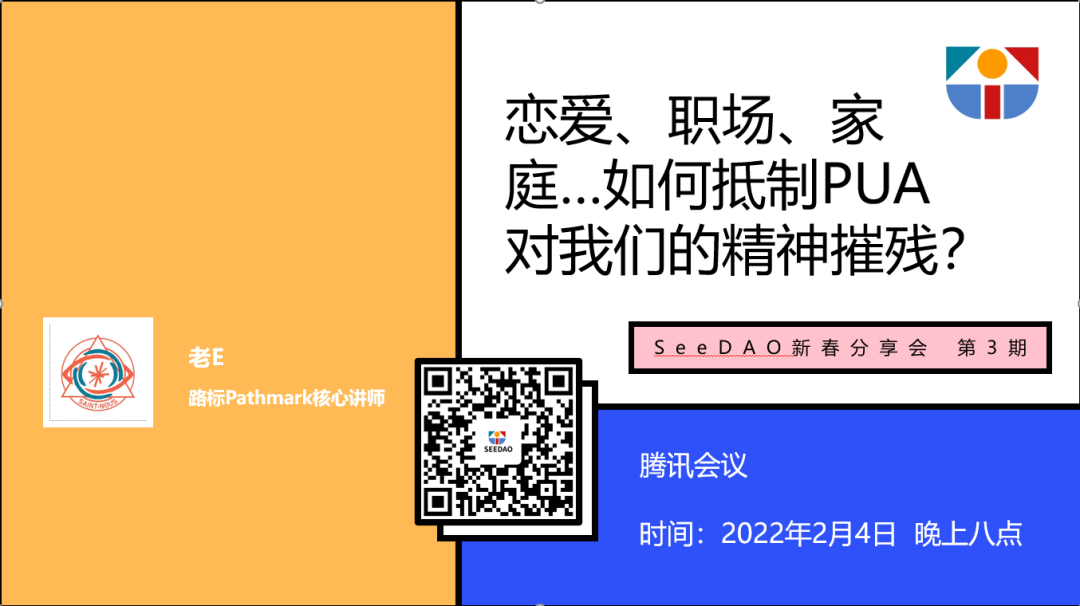 恋爱、职场、家
庭...如何抵制PUA
对我们的精神摧残？
SeeDAO新春分享会 第3期
SAINT-NOUS
老E
路标Pathmark核心讲师
SEEDAO
腾讯会议
时间：2022年2月4日 晚上八点